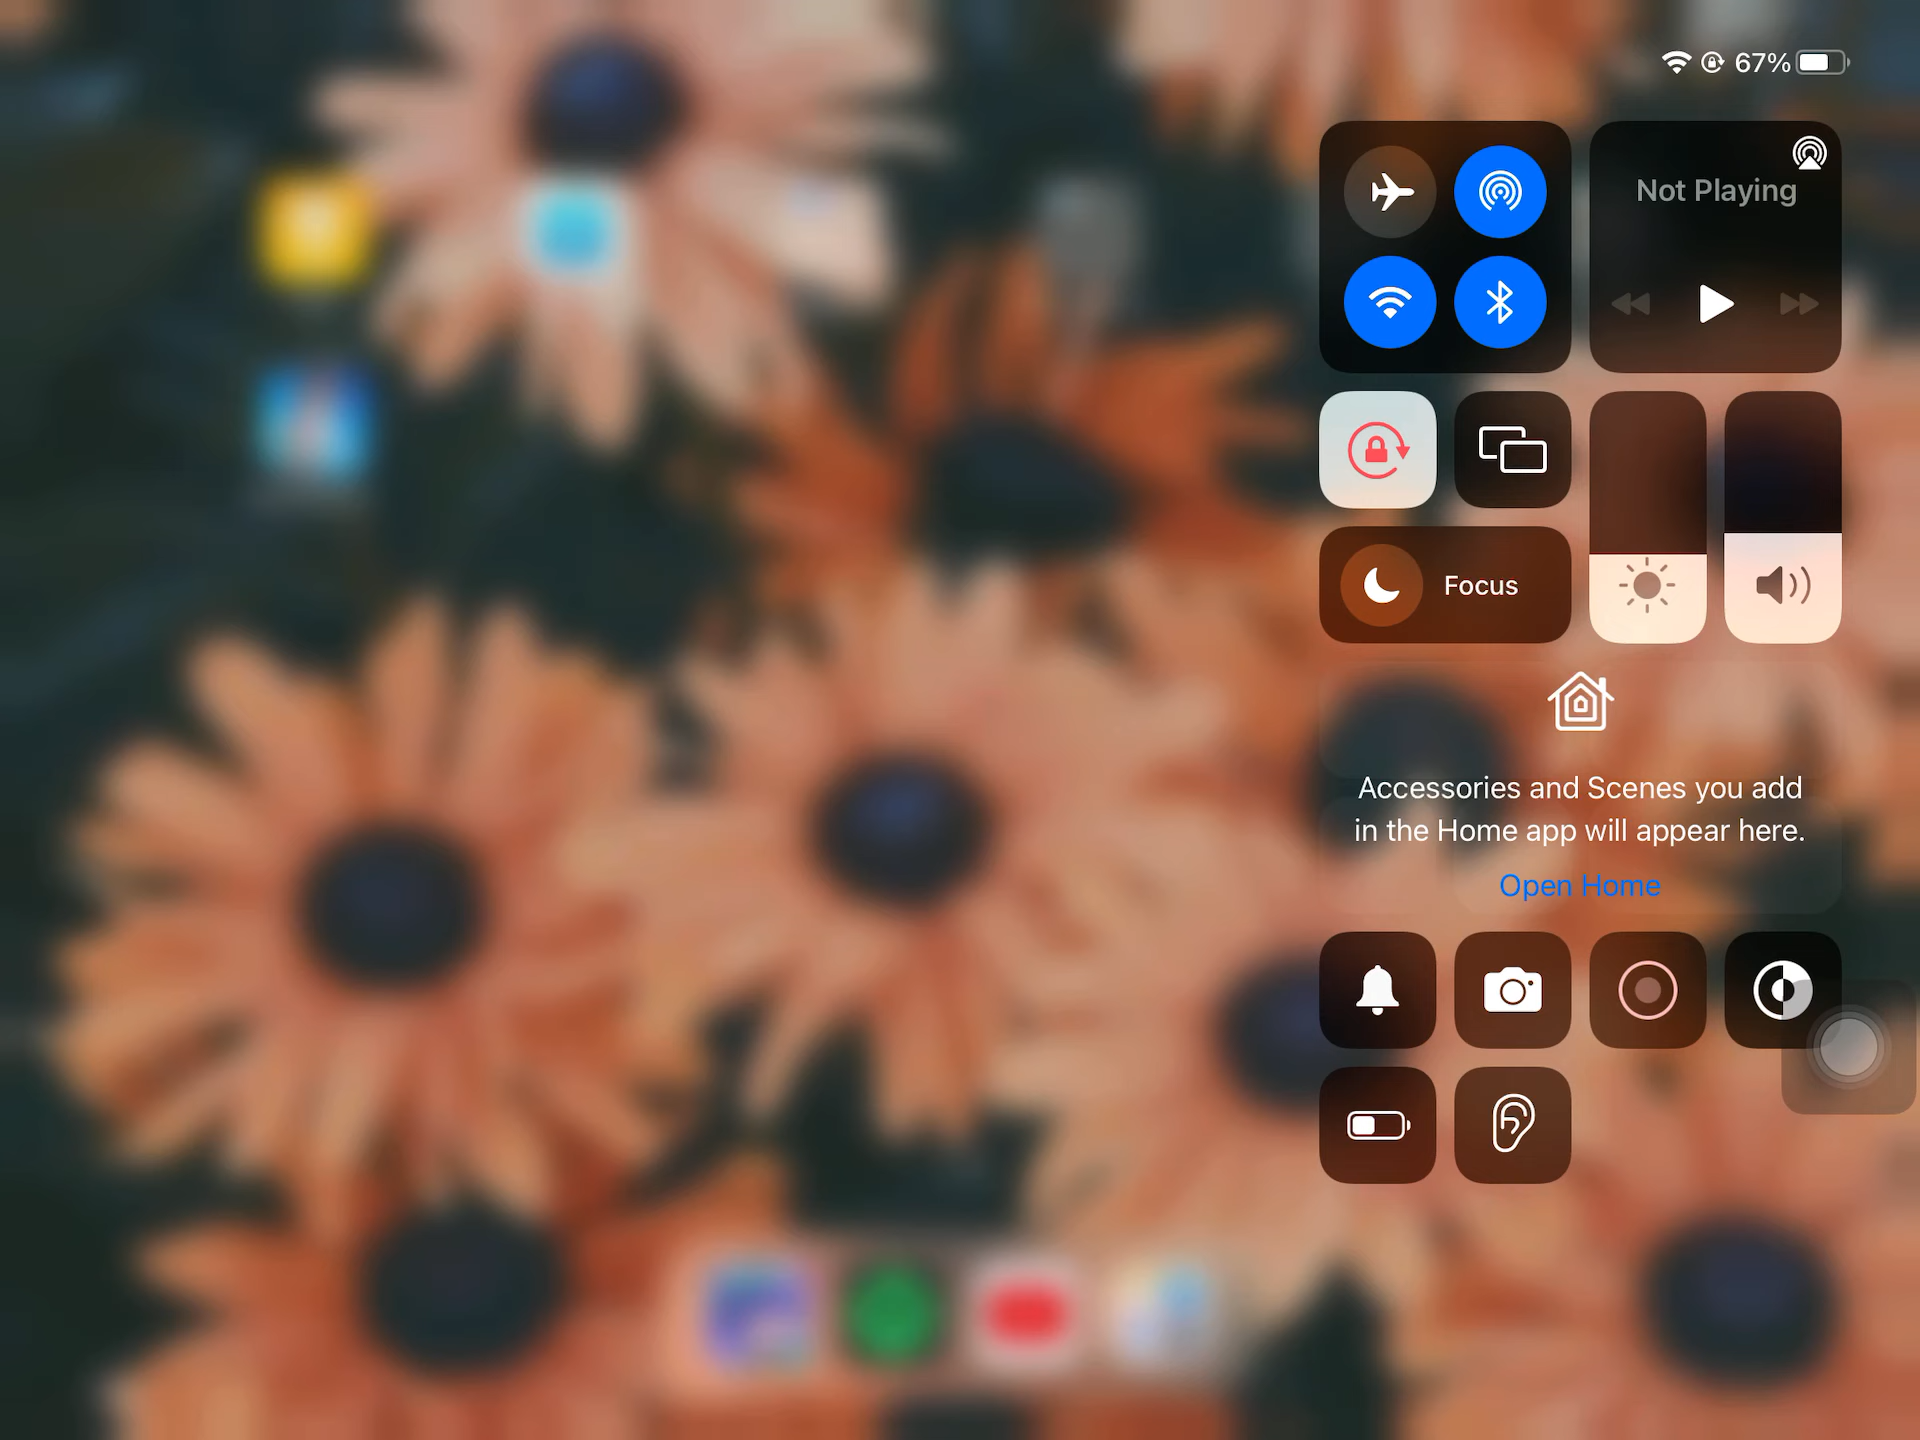 67%
Not Playing
Focus
Accessories and Scenes you add
in the Home app will appear here.
Open Home